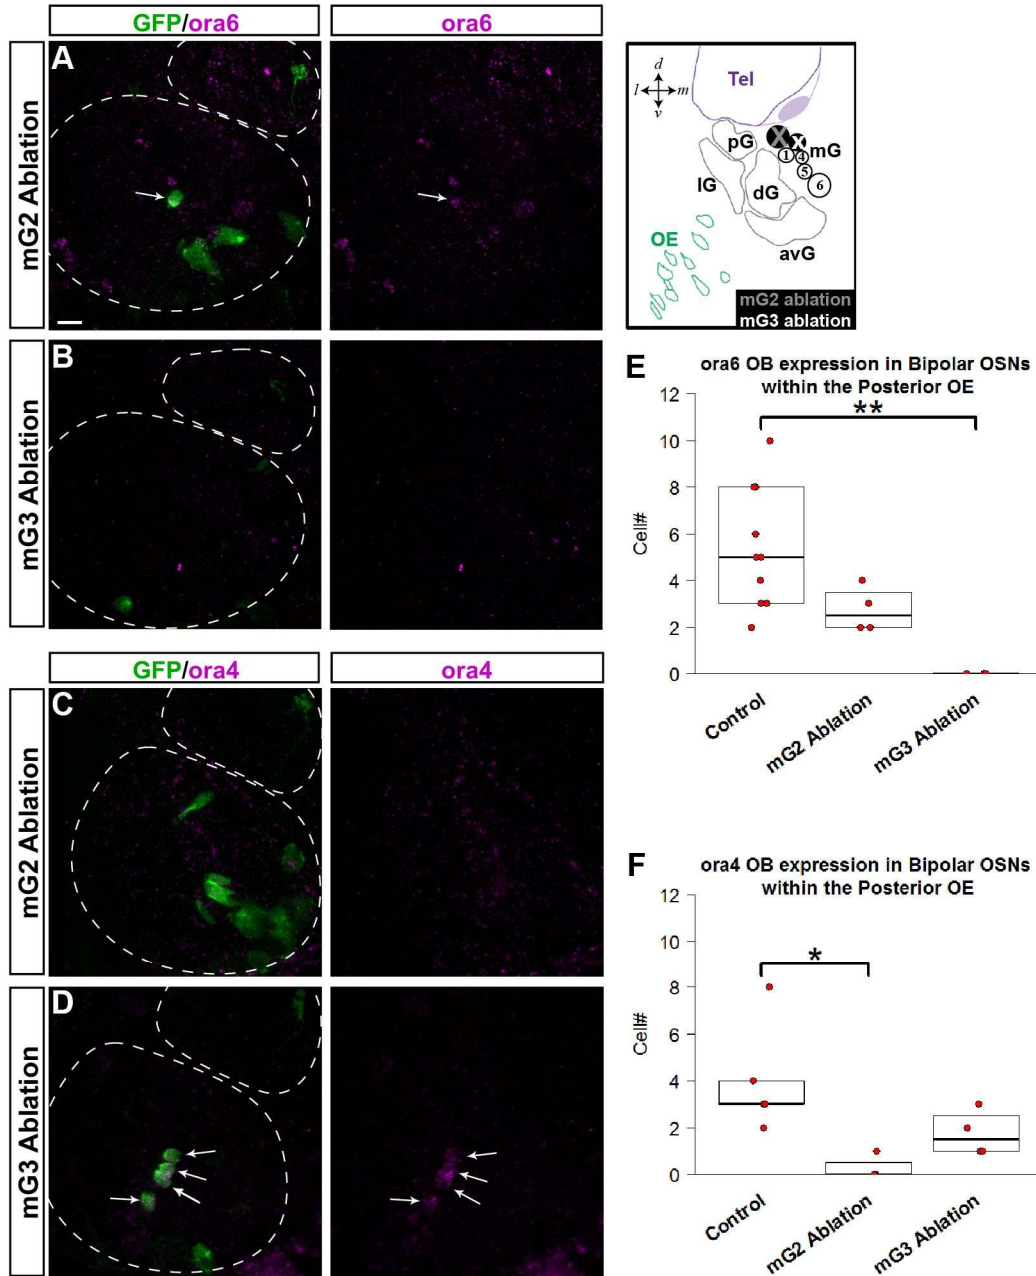 GFP/ora6
ora6
mG2 Ablation
A
mG3 Ablation
B
GFP/ora4
ora4
mG2 Ablation
C
mG3 Ablation
D
d
l
m
v
Tel
pG
X
X
mG
1
4
5
6
lG
dG
avG
OE
mG2 ablation
mG3 ablation
E
ora6 OB expression in Bipolar OSNs
within the Posterior OE
**
Cell#
12
10
8
6
4
2
0
Control
mG2 Ablation
mG3 Ablation
F
ora4 OB expression in Bipolar OSNs
within the Posterior OE
*
Cell#
12
10
8
6
4
2
0
Control
mG2 Ablation
mG3 Ablation